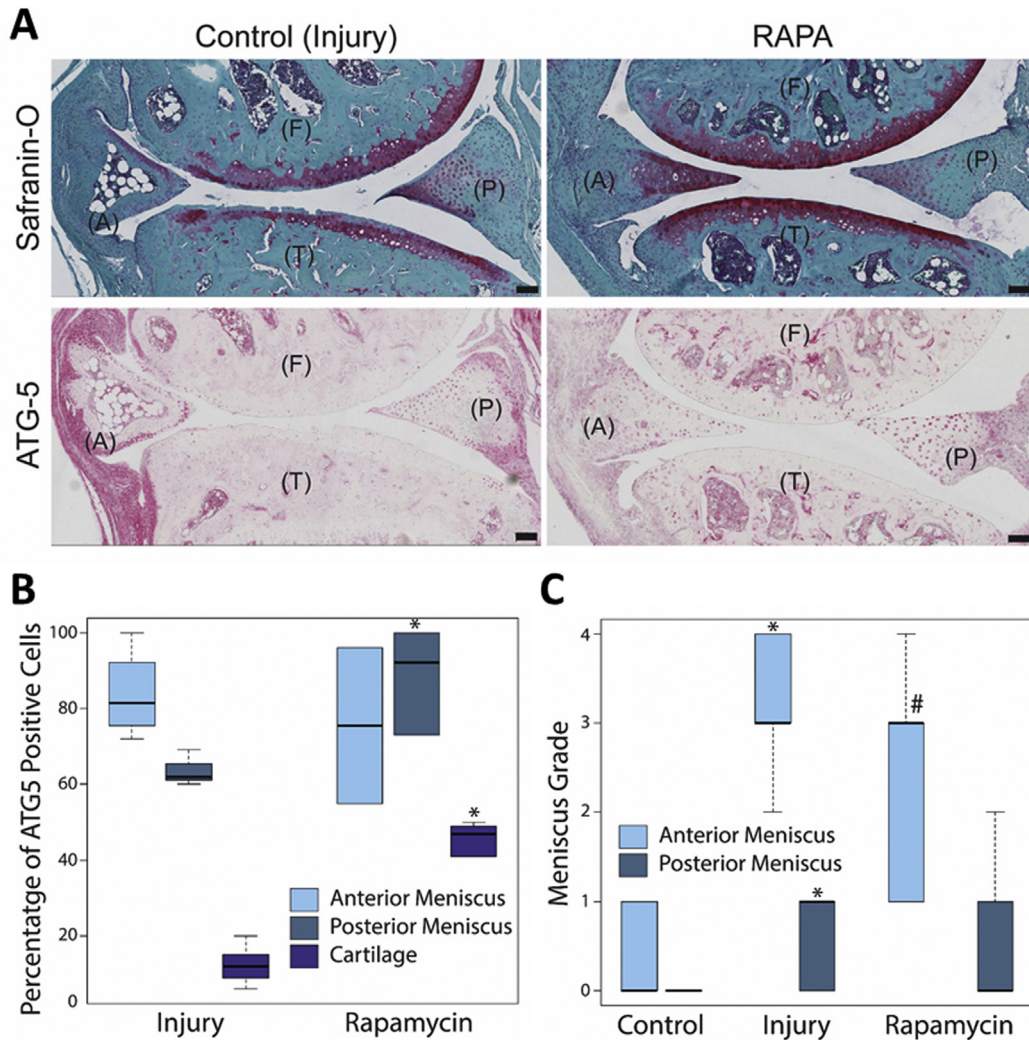 A
Control (Injury)
RAPA
Safranin-O
(F)
(A)
(P)
(T)
(F)
(A)
(P)
(T)
ATG-5
(F)
(A)
(P)
(T)
(F)
(A)
(P)
(T)
B
Percentatge of ATG5 Positive Cells
100
80
60
40
20
0
*
*
Anterior Meniscus
Posterior Meniscus
Cartilage
Injury
Rapamycin
C
Meniscus Grade
4
3
2
1
0
*
#
*
Anterior Meniscus
Posterior Meniscus
Control
Injury
Rapamycin